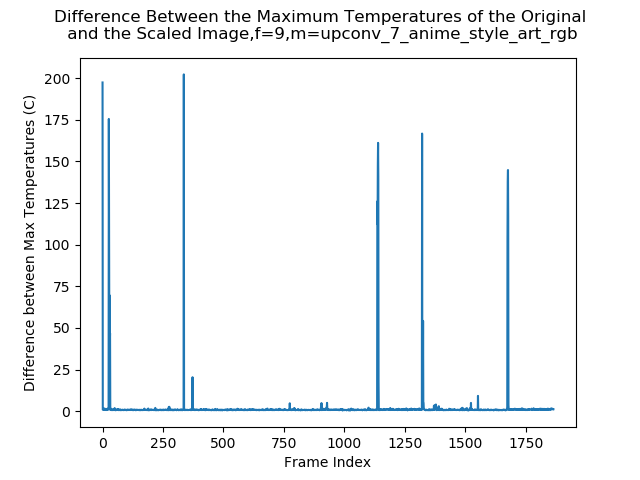 Difference Between the Maximum Temperatures of the Original
and the Scaled Image,f=9,m=upconv_7_anime_style_art_rgb
Difference between Max Temperatures (C)
200
175
150
125
100
75
50
25
0
0 250 500 750 1000 1250 1500 1750
Frame Index